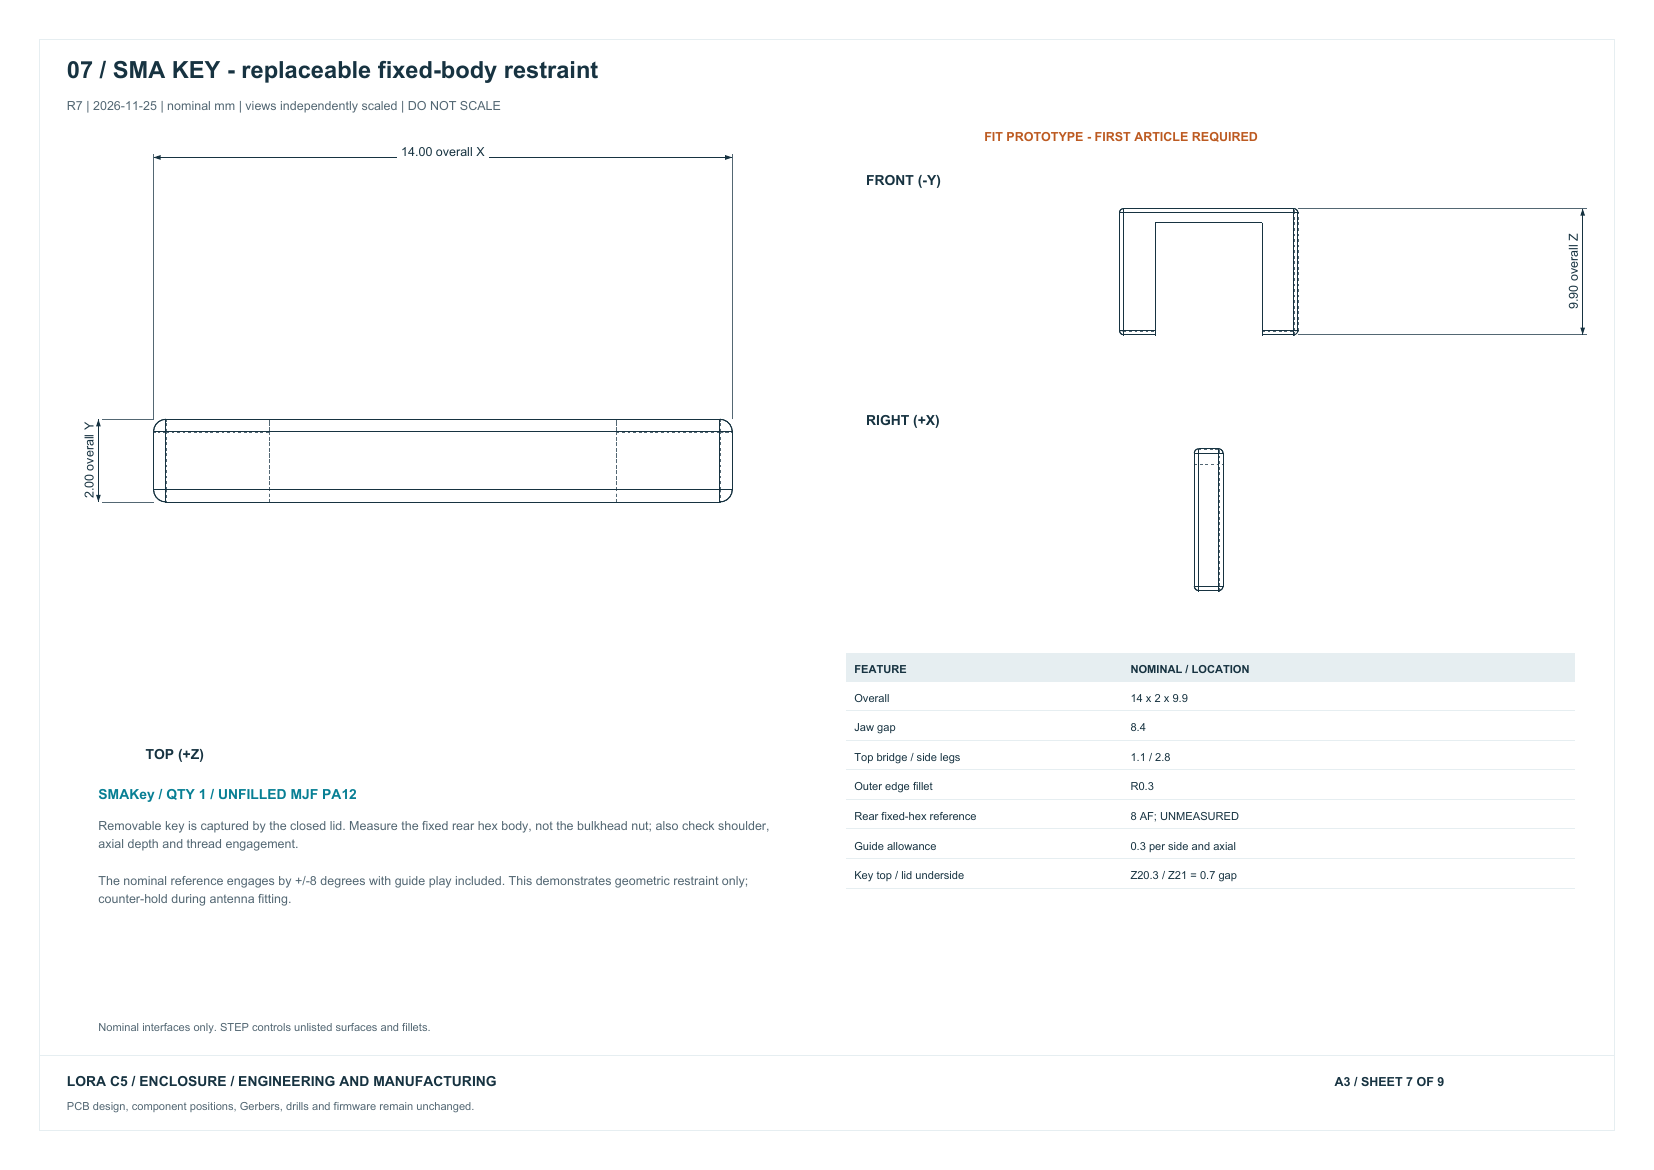 07 / SMA KEY - replaceable fixed-body restraint
R7 | 2026-11-25 | nominal mm | views independently scaled | DO NOT SCALE
FIT PROTOTYPE - FIRST ARTICLE REQUIRED
14.00 overall X
2.00 overall Y
TOP (+Z)
FRONT (-Y)
9.90 overall Z
RIGHT (+X)
FEATURE NOMINAL / LOCATION
Overall 14 x 2 x 9.9
Jaw gap 8.4
Top bridge / side legs 1.1 / 2.8
Outer edge fillet R0.3
Rear fixed-hex reference 8 AF; UNMEASURED
Guide allowance 0.3 per side and axial
Key top / lid underside Z20.3 / Z21 = 0.7 gap
SMAKey / QTY 1 / UNFILLED MJF PA12
Removable key is captured by the closed lid. Measure the fixed rear hex body, not the bulkhead nut; also check shoulder,
axial depth and thread engagement.
The nominal reference engages by +/-8 degrees with guide play included. This demonstrates geometric restraint only;
counter-hold during antenna fitting.
Nominal interfaces only. STEP controls unlisted surfaces and fillets.
LORA C5 / ENCLOSURE / ENGINEERING AND MANUFACTURING
A3 / SHEET 7 OF 9
PCB design, component positions, Gerbers, drills and firmware remain unchanged.